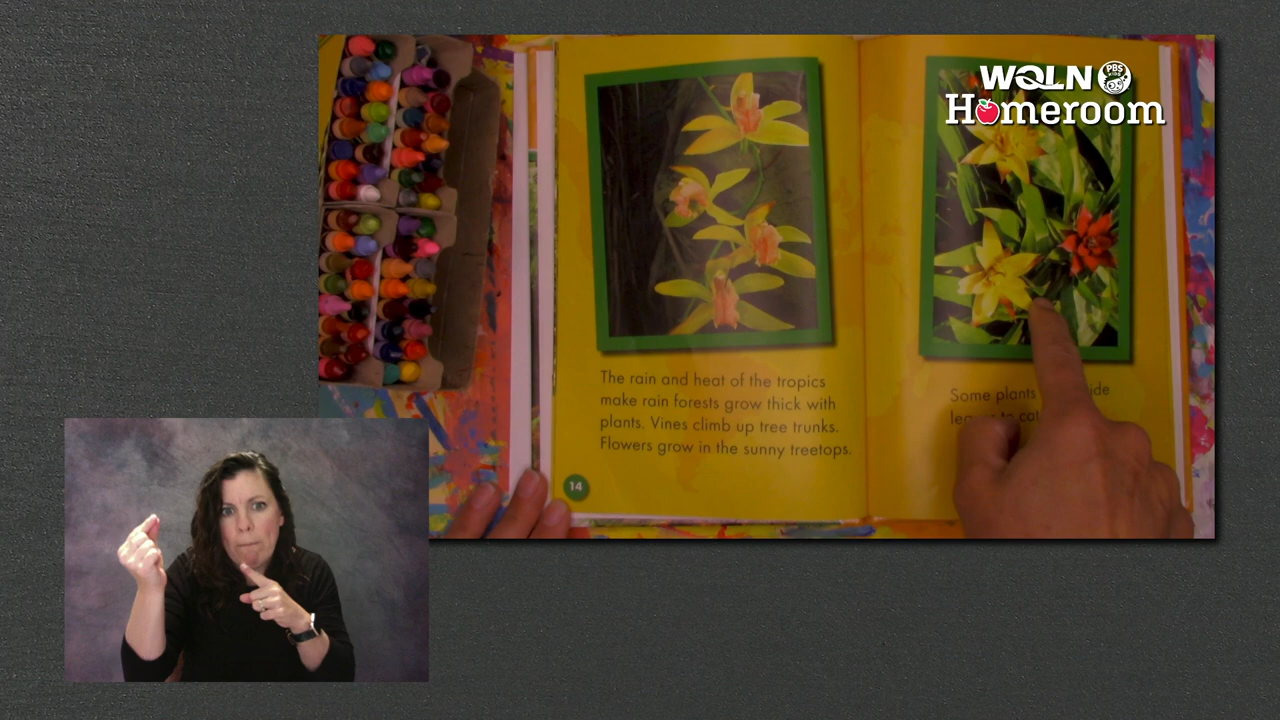 WQLN PBS KIDS
Homeroom
The rain and heat of the tropics
make rain forests grow thick with
plants. Vines climb up tree trunks.
Flowers grow in the sunny treetops.
14
Some plants
to